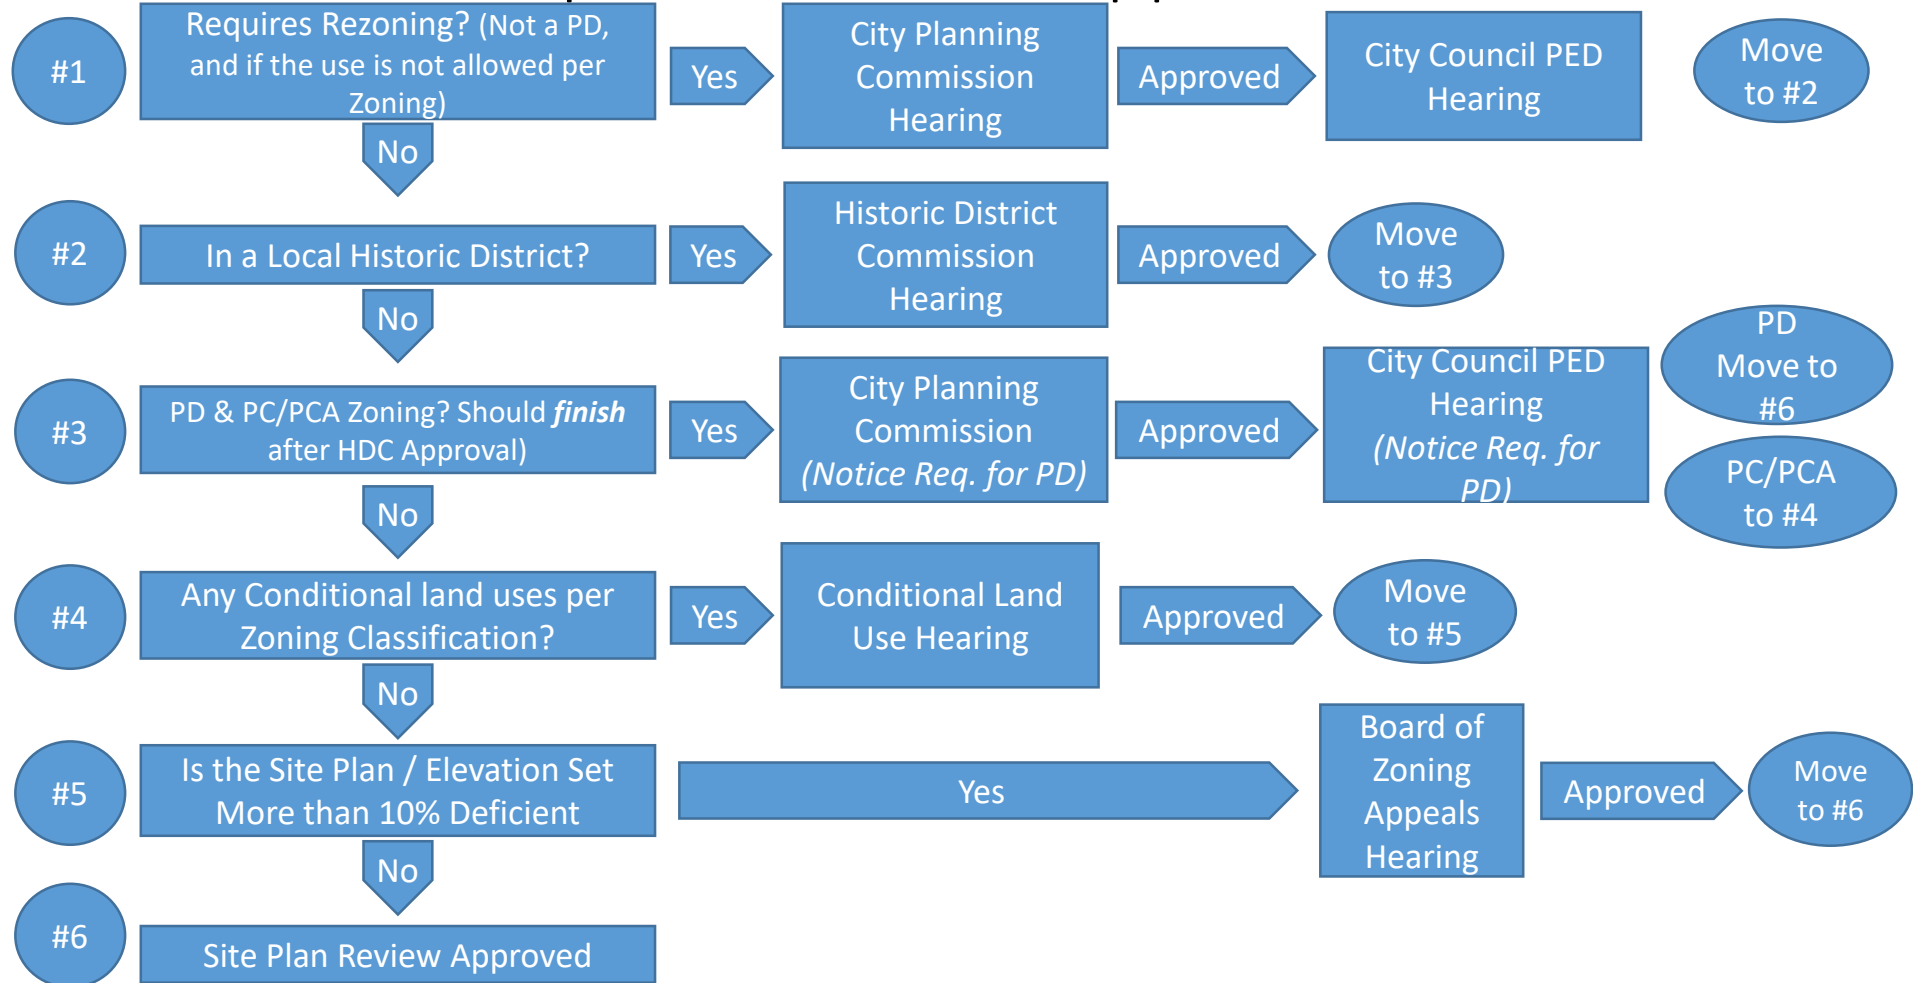 #1
Requires Rezoning? (Not a PD,
and if the use is not allowed per
Zoning)
Yes
City Planning
Commission
Hearing
Approved
City Council PED
Hearing
Move
to #2
No
#2
In a Local Historic District?
Yes
Historic District
Commission
Hearing
Approved
Move
to #3
No
#3
PD & PC/PCA Zoning? Should finish
after HDC Approval)
Yes
City Planning
Commission
(Notice Req. for PD)
Approved
City Council PED
Hearing
(Notice Req. for
PD)
PD
Move to
#6
PC/PCA
to #4
No
#4
Any Conditional land uses per
Zoning Classification?
Yes
Conditional Land
Use Hearing
Approved
Move
to #5
No
#5
Is the Site Plan / Elevation Set
More than 10% Deficient
Yes
Board of
Zoning
Appeals
Hearing
Approved
Move
to #6
No
#6
Site Plan Review Approved